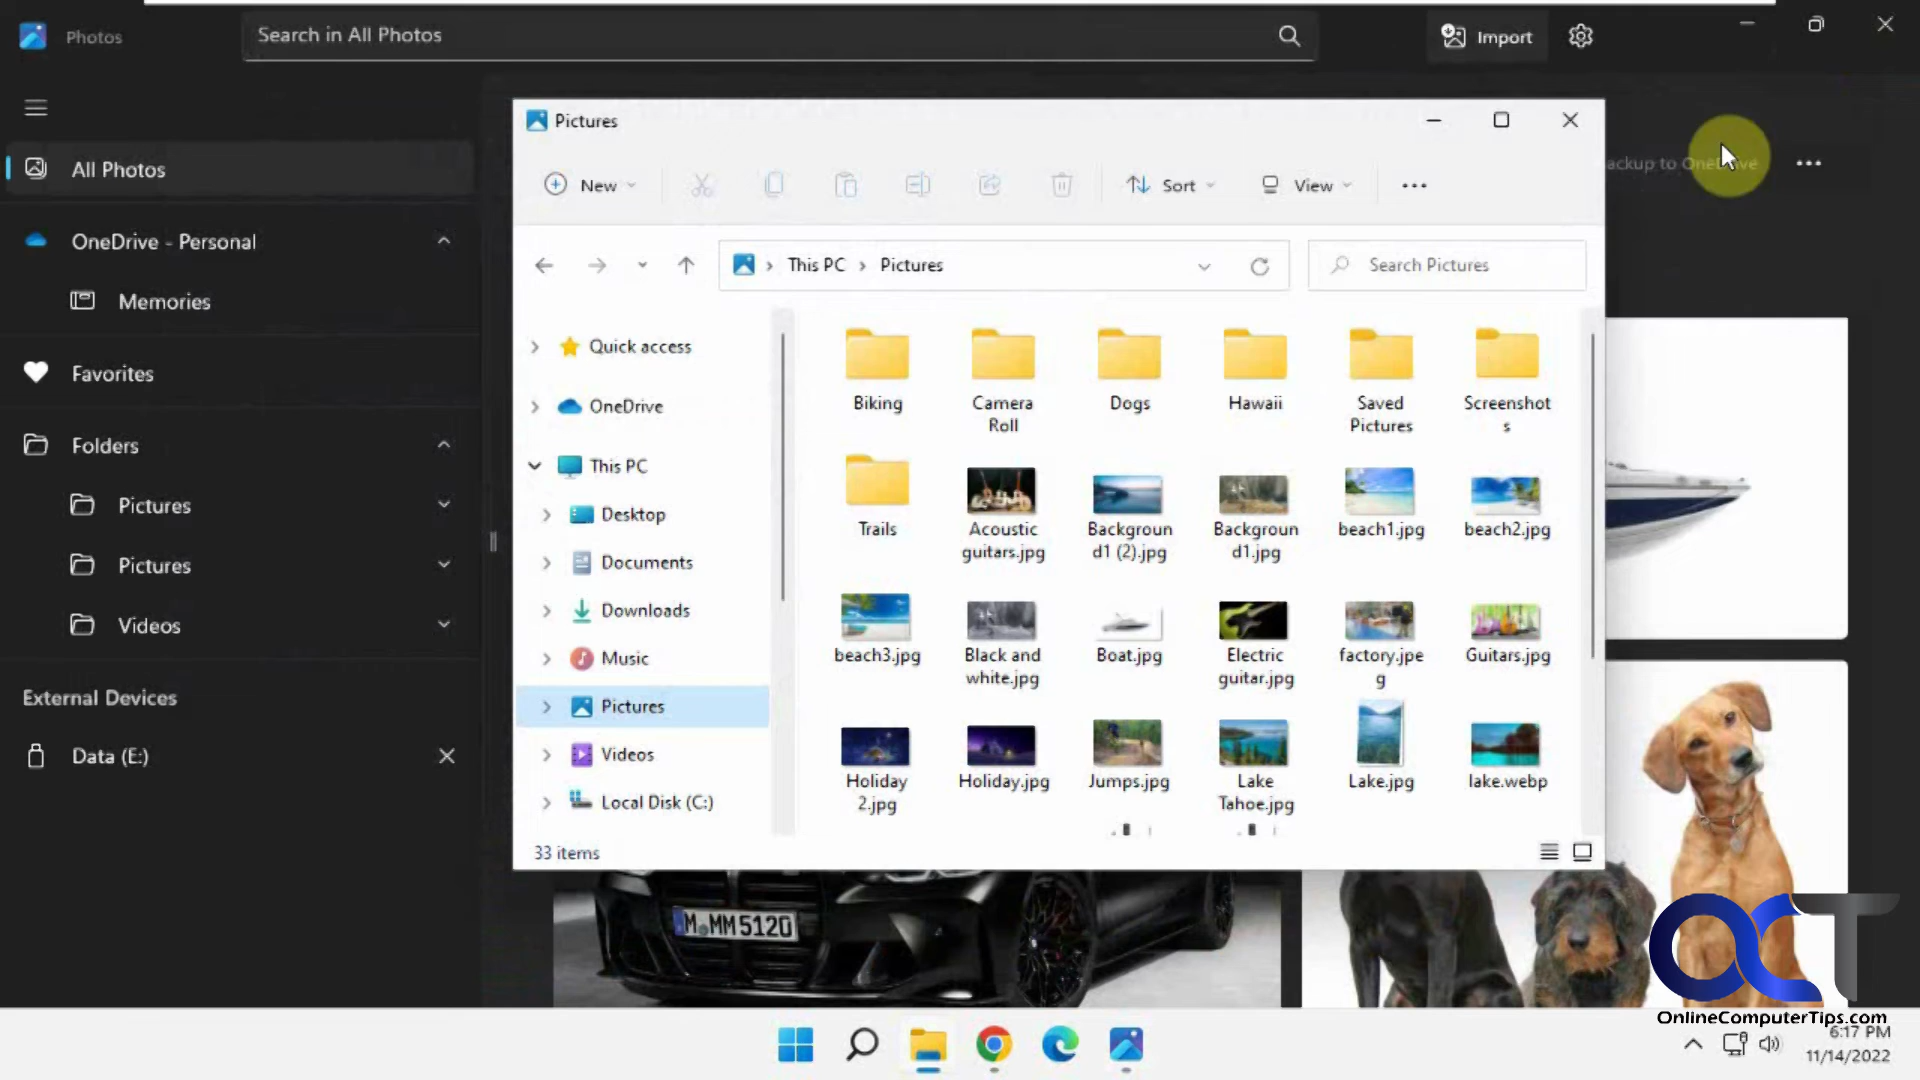 Photos
Search in All Photos
Import
All Photos
OneDrive - Personal
Memories
Favorites
Folders
Pictures
Pictures
Videos
External Devices
Data (E:)
ackup to OneDrive
Pictures
New
Sort
View
This PC
Pictures
Search Pictures
Quick access
OneDrive
This PC
Desktop
Documents
Downloads
Music
Pictures
Videos
Local Disk (C:)
Biking
Camera
Roll
Dogs
Hawaii
Saved
Pictures
Screenshot
s
Trails
Acoustic
guitars.jpg
Backgroun
d1 (2).jpg
Backgroun
d1.jpg
beach1.jpg
beach2.jpg
beach3.jpg
Black and
white.jpg
Boat.jpg
Electric
guitar.jpg
factory.jpe
g
Guitars.jpg
Holiday
2.jpg
Holiday.jpg
Jumps.jpg
Lake
Tahoe.jpg
Lake.jpg
lake.webp
33 items
M MM 5120
OCT
OnlineComputerTips.com
6:17 PM
11/14/2022